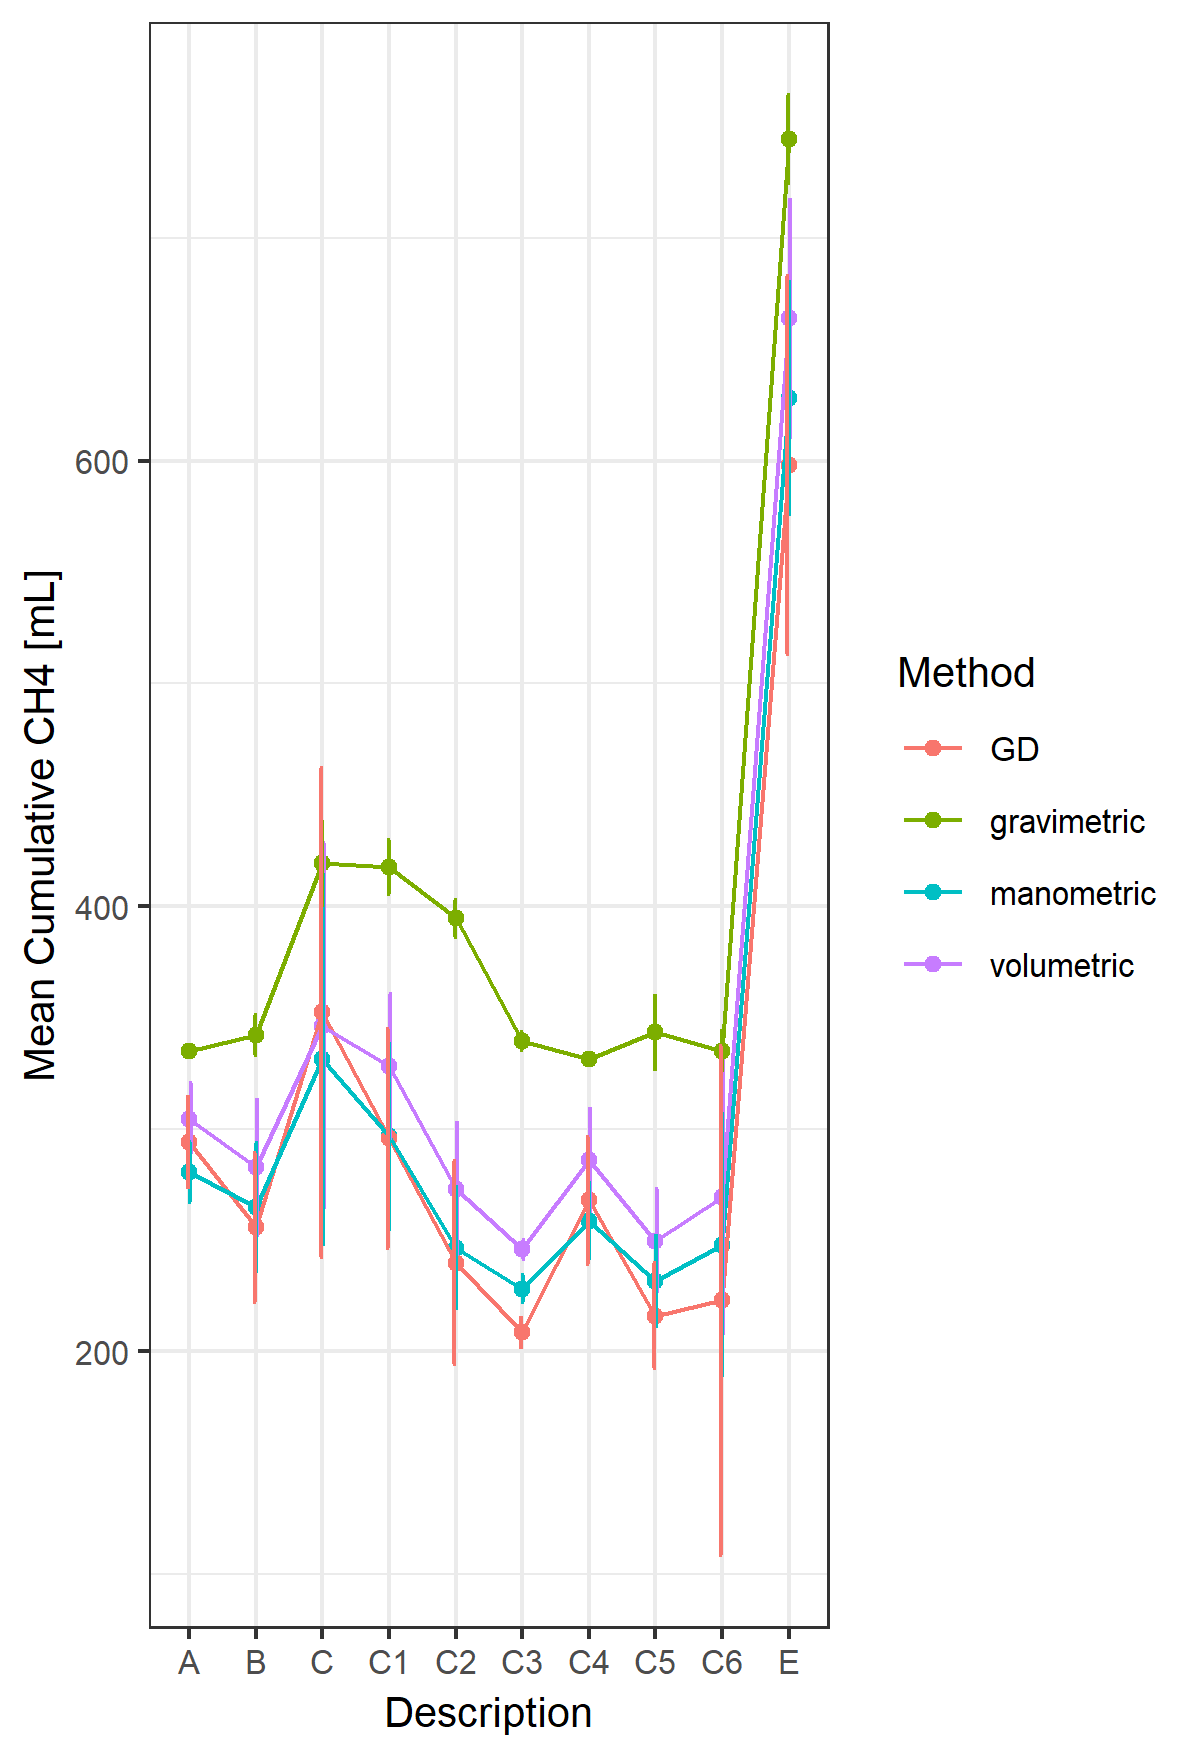 Mean Cumulative CH4 [mL]
600
400
200
A B C C1 C2 C3 C4 C5 C6 E
Description
Method
GD
gravimetric
manometric
volumetric